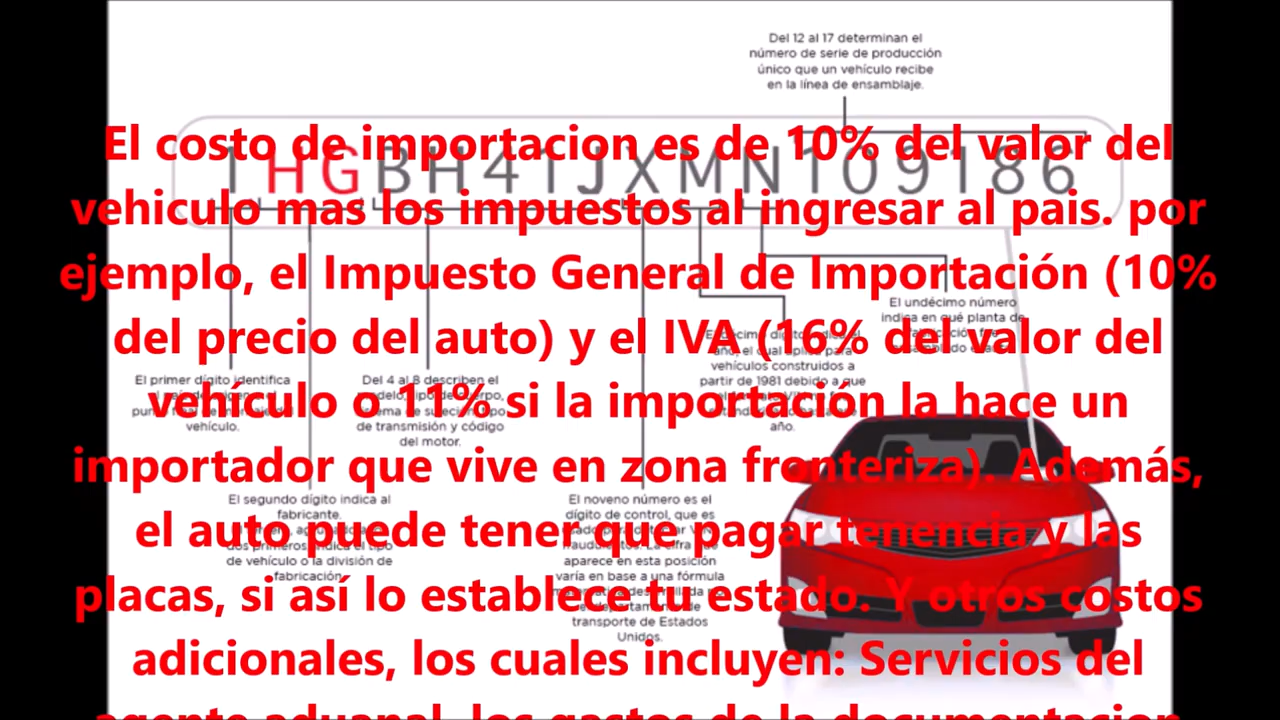 Del 12 al 17 determinan el
número de serie de producción
único que un vehículo recibe
en la línea de ensamblaje.
El costo de importacion es de 10% del valor del
1HGBH41JXMN109186
vehiculo mas los impuestos al ingresar al pais. por
ejemplo, el Impuesto General de Importación (10%
del precio del auto) y el IVA (16% del valor del
vehículo o 11% si la importación la hace un
importador que vive en zona fronteriza). Además,
el auto puede tener que pagar tenencia y las
placas, si así lo establece tu estado. Y otros costos
adicionales, los cuales incluyen: Servicios del
agente aduanal, los gastos de la documentacion
El undécimo número
indica en qué planta de
vehículos construidos a
partir de 1981 debido a que
año.
El primer dígito identifica
vehículo.
Del 4 al 8 describen el
de transmisión y código
del motor.
El segundo dígito indica al
fabricante.
de vehículo o la división de
fabricación.
El noveno número es el
dígito de control, que es
aparece en esta posición
varía en base a una fórmula
transporte de Estados
Unidos.